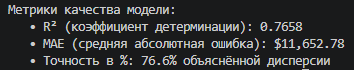 Метрики качества модели:
• R² (коэффициент детерминации): 0.7658
• MAE (средняя абсолютная ошибка): $11,652.78
• Точность в %: 76.6% объяснённой дисперсии